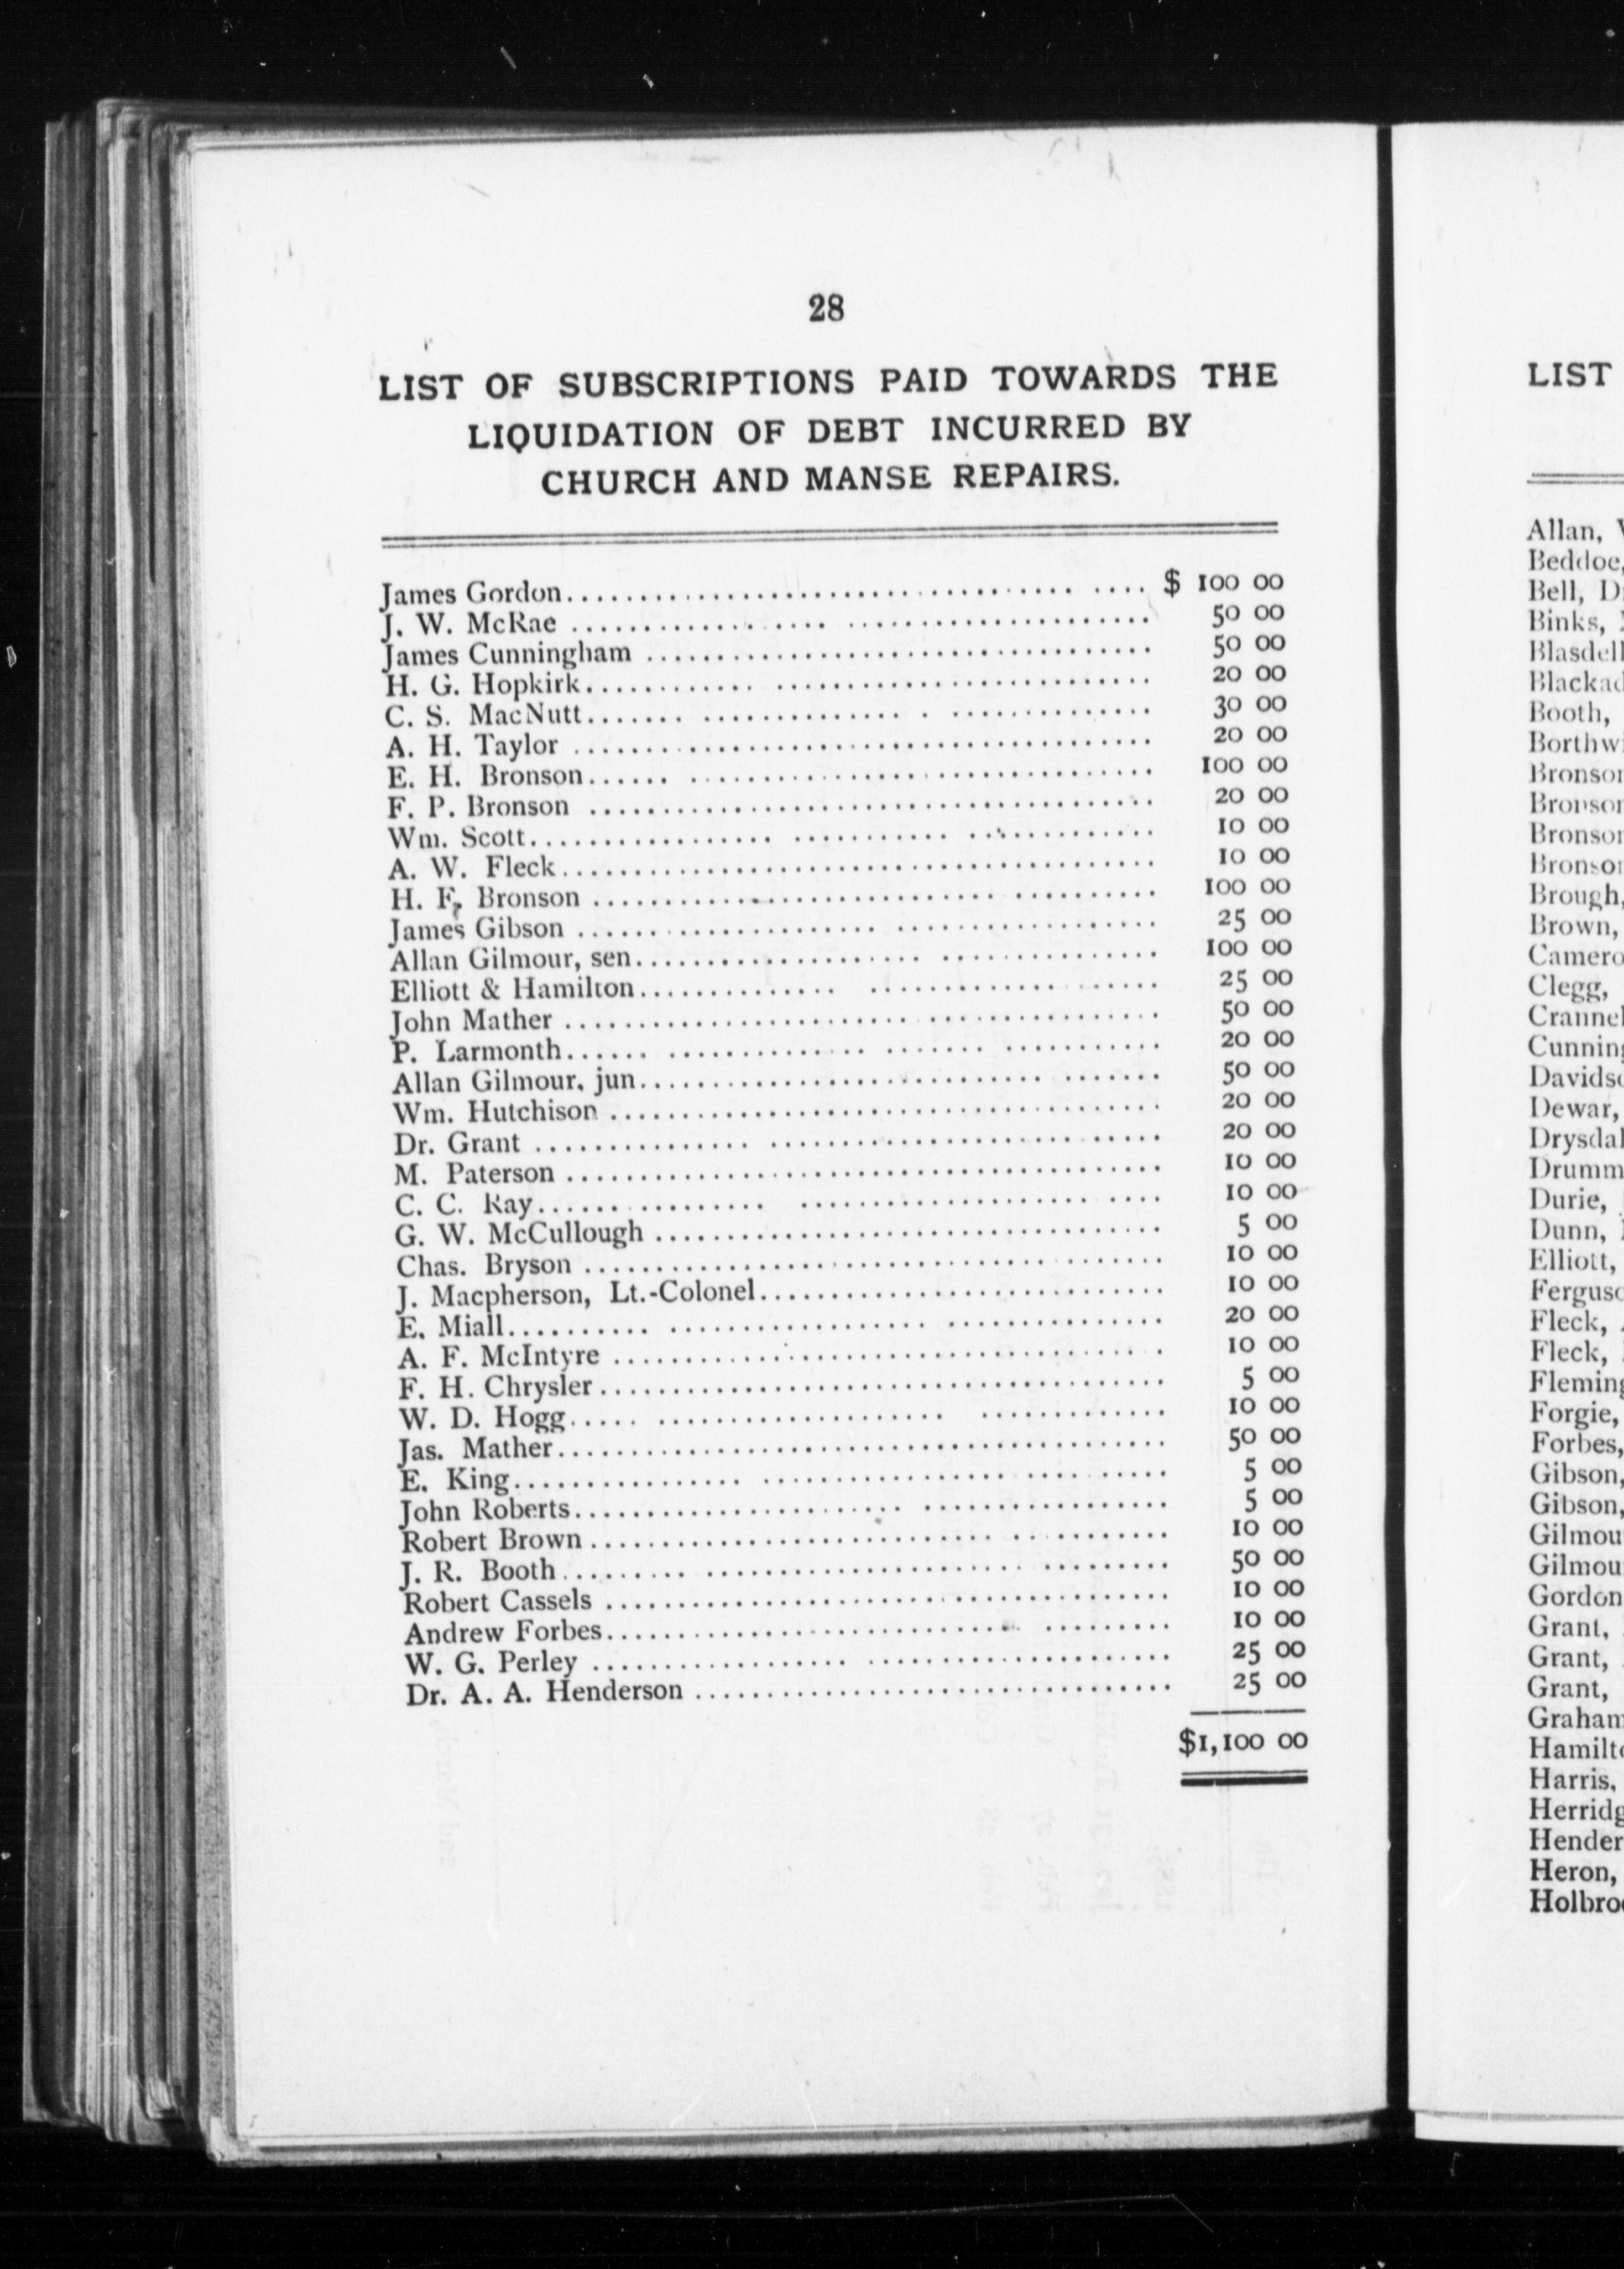 28
LIST OF SUBSCRIPTIONS PAID TOWARDS THE
LIQUIDATION OF DEBT INCURRED BY
CHURCH AND MANSE REPAIRS.
James Gordon........................................ $ 100 00
J. W. McRae ........................................ 50 00
James Cunningham ........................................ 50 00
H. G. Hopkirk........................................ 20 00
C. S. MacNutt........................................ 30 00
A. H. Taylor ........................................ 20 00
E. H. Bronson........................................ 100 00
F. P. Bronson ........................................ 20 00
Wm. Scott........................................ 10 00
A. W. Fleck........................................ 10 00
H. F. Bronson ........................................ 100 00
James Gibson ........................................ 25 00
Allan Gilmour, sen........................................ 100 00
Elliott & Hamilton........................................ 25 00
John Mather ........................................ 50 00
P. Larmonth........................................ 20 00
Allan Gilmour, jun........................................ 50 00
Wm. Hutchison ........................................ 20 00
Dr. Grant ........................................ 20 00
M. Paterson ........................................ 10 00
C. C. Ray........................................ 10 00
G. W. McCullough ........................................ 5 00
Chas. Bryson ........................................ 10 00
J. Macpherson, Lt.-Colonel........................................ 10 00
E. Miall........................................ 20 00
A. F. McIntyre ........................................ 10 00
F. H. Chrysler........................................ 5 00
W. D. Hogg........................................ 10 00
Jas. Mather........................................ 50 00
E. King........................................ 5 00
John Roberts........................................ 5 00
Robert Brown ........................................ 10 00
J. R. Booth........................................ 50 00
Robert Cassels ........................................ 10 00
Andrew Forbes........................................ 10 00
W. G. Perley ........................................ 25 00
Dr. A. A. Henderson ........................................ 25 00
$1,100 00
LIST
Allan,
Beddoe,
Bell,
Binks,
Blasdell
Booth,
Bronson
Bronson
Bronson
Bronson
Brough,
Brown,
Clegg,
Dewar,
Durie,
Dunn,
Elliott,
Fleck,
Fleck,
Forgie,
Forbes,
Gibson,
Gibson,
Gordon
Grant,
Grant,
Grant,
Harris,
Heron,